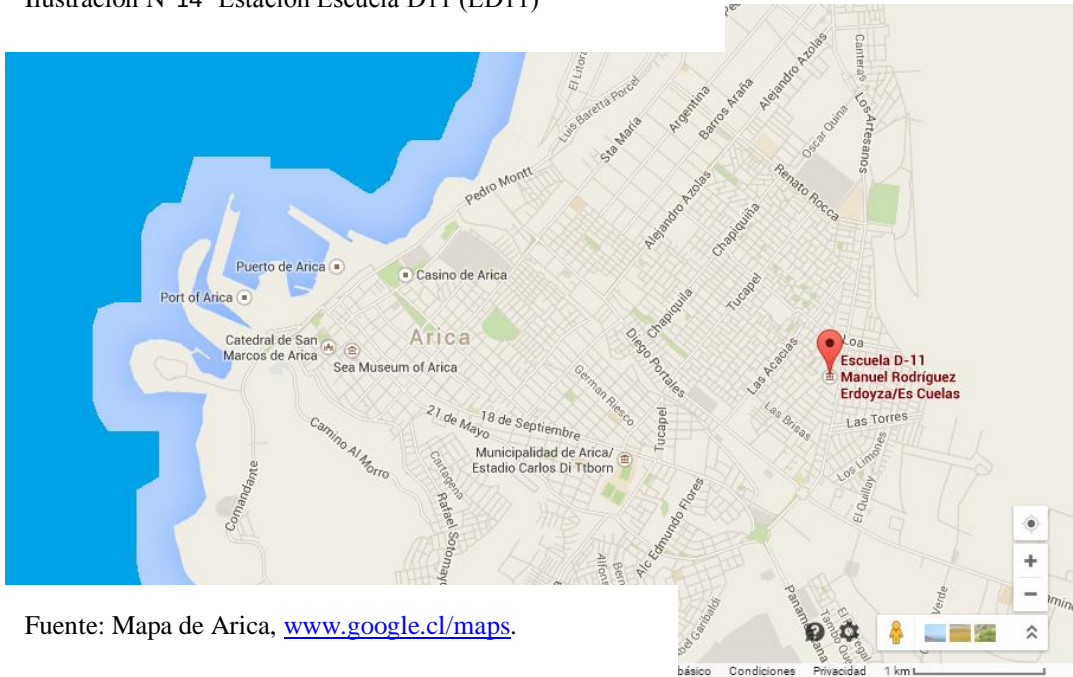 Ilustración N°14 Estación Escuela D11 (ED11)
Canteras
El Litoral
Luis Baretta Porcel
Alejandro Azolas
Argentina
Barros Araña
Los Artesanos
Oscar Quina
Sta María
Renato Rocca
Pedro Montt
Alejandro Azolas
Chapiquiña
Puerto de Arica
Casino de Arica
Port of Arica
Tucapel
Catedral de San
Marcos de Arica
Arica
Chapiquiña
Diego Portales
Loa
Sea Museum of Arica
Las Acacias
Escuela D-11
Manuel Rodríguez
Erdoyza/Es Cuelas
German Riesco
Las Brisas
Las Torres
21 de Mayo
18 de Septiembre
Tucapel
Camino Al Morro
Municipalidad de Arica/
Estadio Carlos Di Ttborn
Los Limones
Cartagena
Comandante
El Quillay
Rafael Sotomayo
Alc Edmundo Flores
+
−
Alfons
Bern
Verde
Fuente: Mapa de Arica, www.google.cl/maps.
Panamericana
básico Condiciones Privacidad 1 km